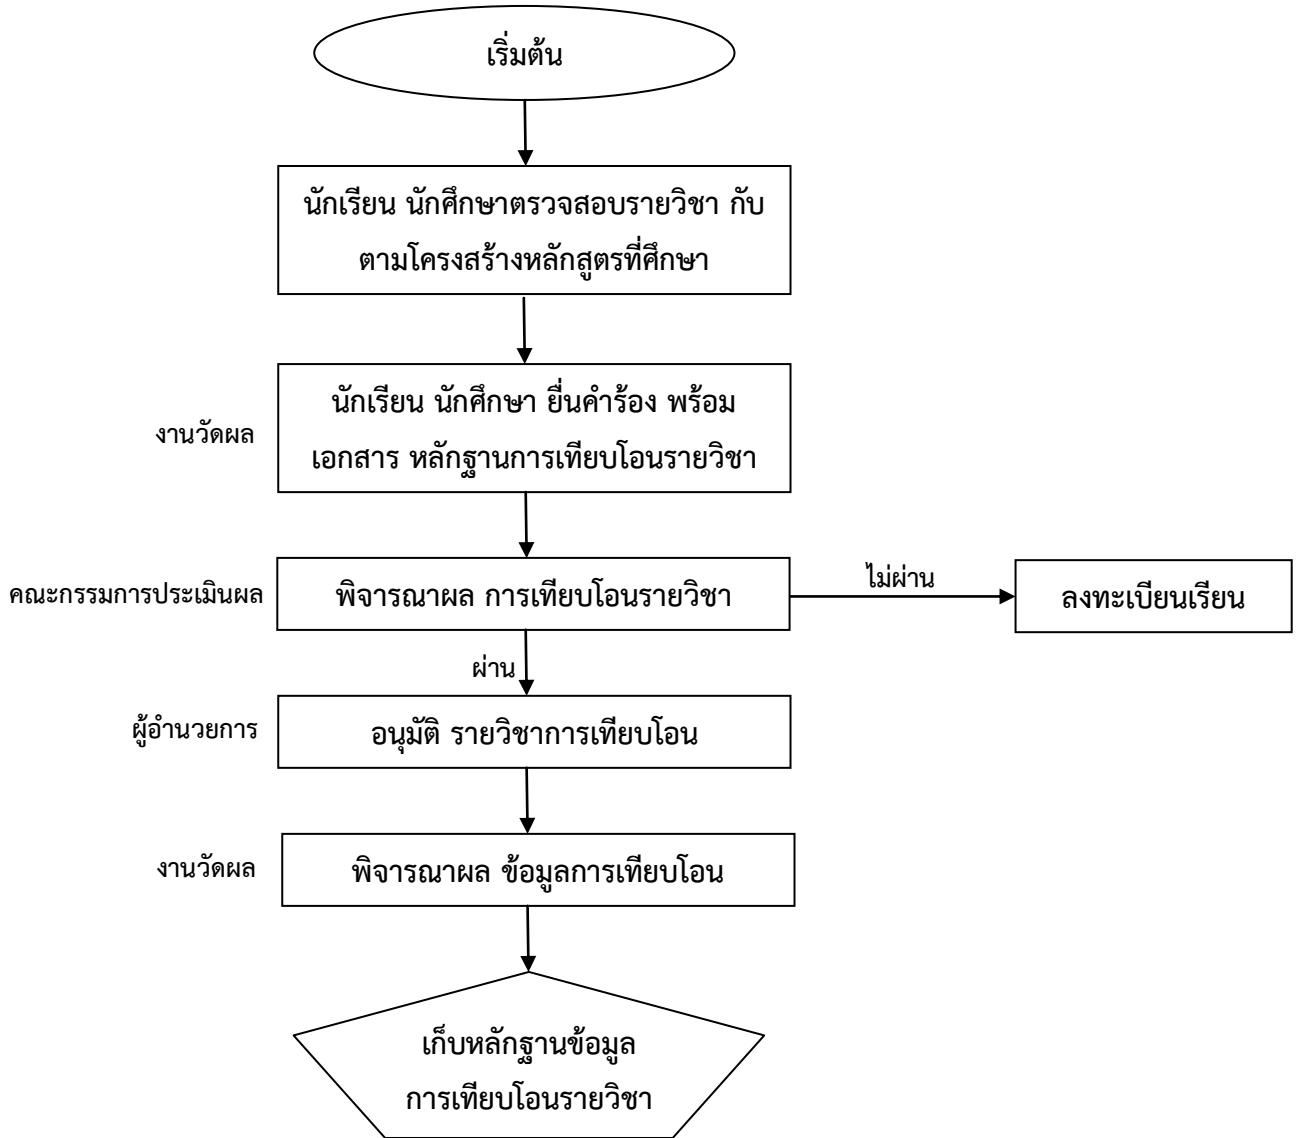 เริ่มต้น
นักเรียน นักศึกษาตรวจสอบรายวิชา กับ
ตามโครงสร้างหลักสูตรที่ศึกษา
งานวัดผล
นักเรียน นักศึกษา ยื่นคำร้อง พร้อม
เอกสาร หลักฐานการเทียบโอนรายวิชา
คณะกรรมการประเมินผล
พิจารณาผล การเทียบโอนรายวิชา
ไม่ผ่าน
ลงทะเบียนเรียน
ผ่าน
ผู้อำนวยการ
อนุมัติ รายวิชาการเทียบโอน
งานวัดผล
พิจารณาผล ข้อมูลการเทียบโอน
เก็บหลักฐานข้อมูล
การเทียบโอนรายวิชา